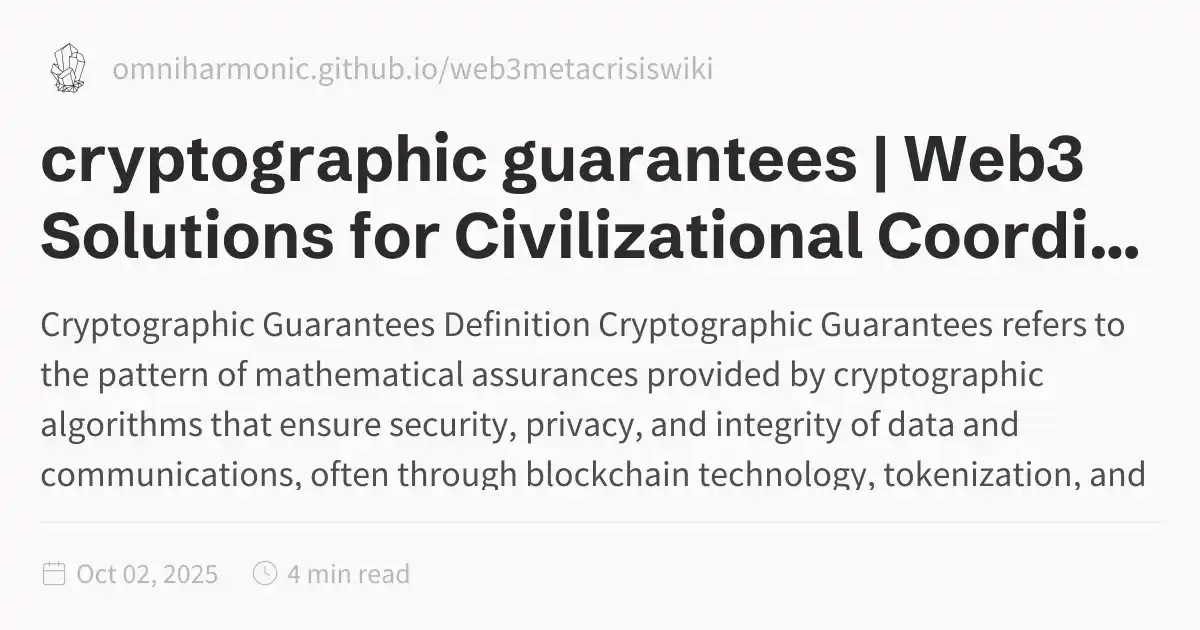 omniharmonic.github.io/web3metacrisiswiki
cryptographic guarantees | Web3
Solutions for Civilizational Coordi...
Cryptographic Guarantees Definition Cryptographic Guarantees refers to
the pattern of mathematical assurances provided by cryptographic
algorithms that ensure security, privacy, and integrity of data and
communications, often through blockchain technology, tokenization, and
Oct 02, 2025 4 min read